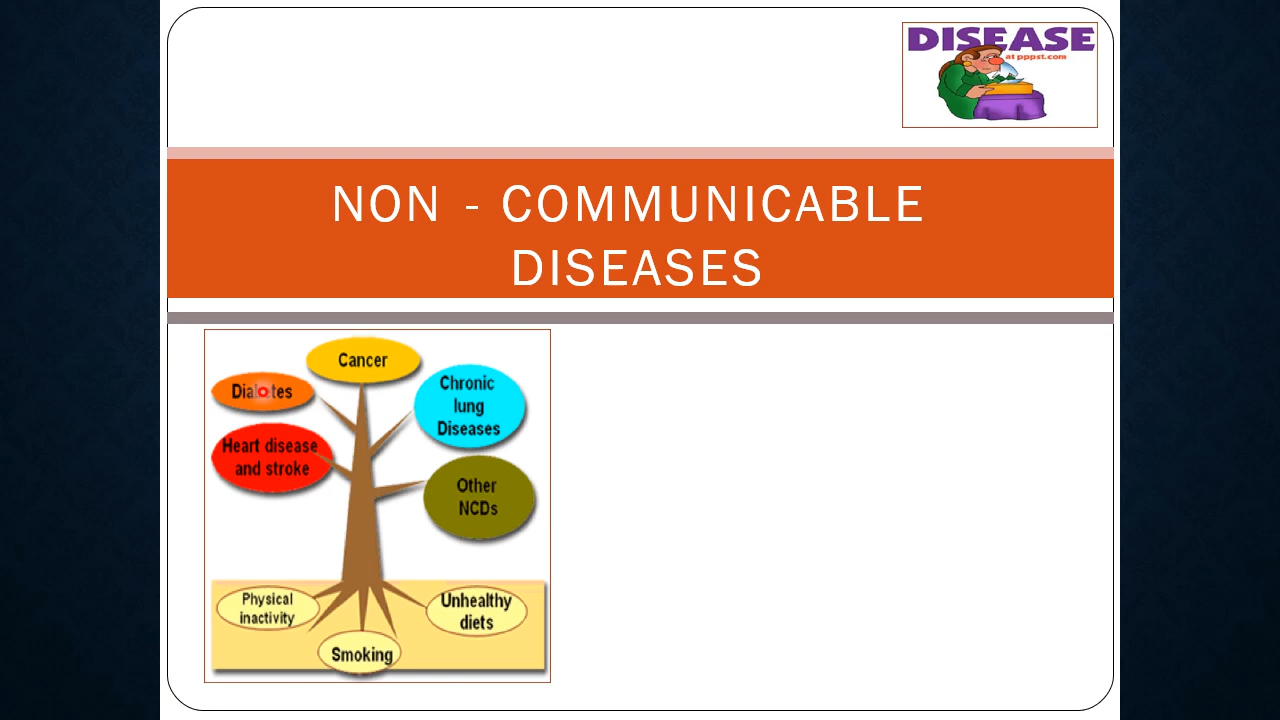 DISEASE
at pppst.com
NON - COMMUNICABLE
DISEASES
Cancer
Diabetes
Chronic
lung
Diseases
Heart disease
and stroke
Other
NCDs
Physical
inactivity
Unhealthy
diets
Smoking